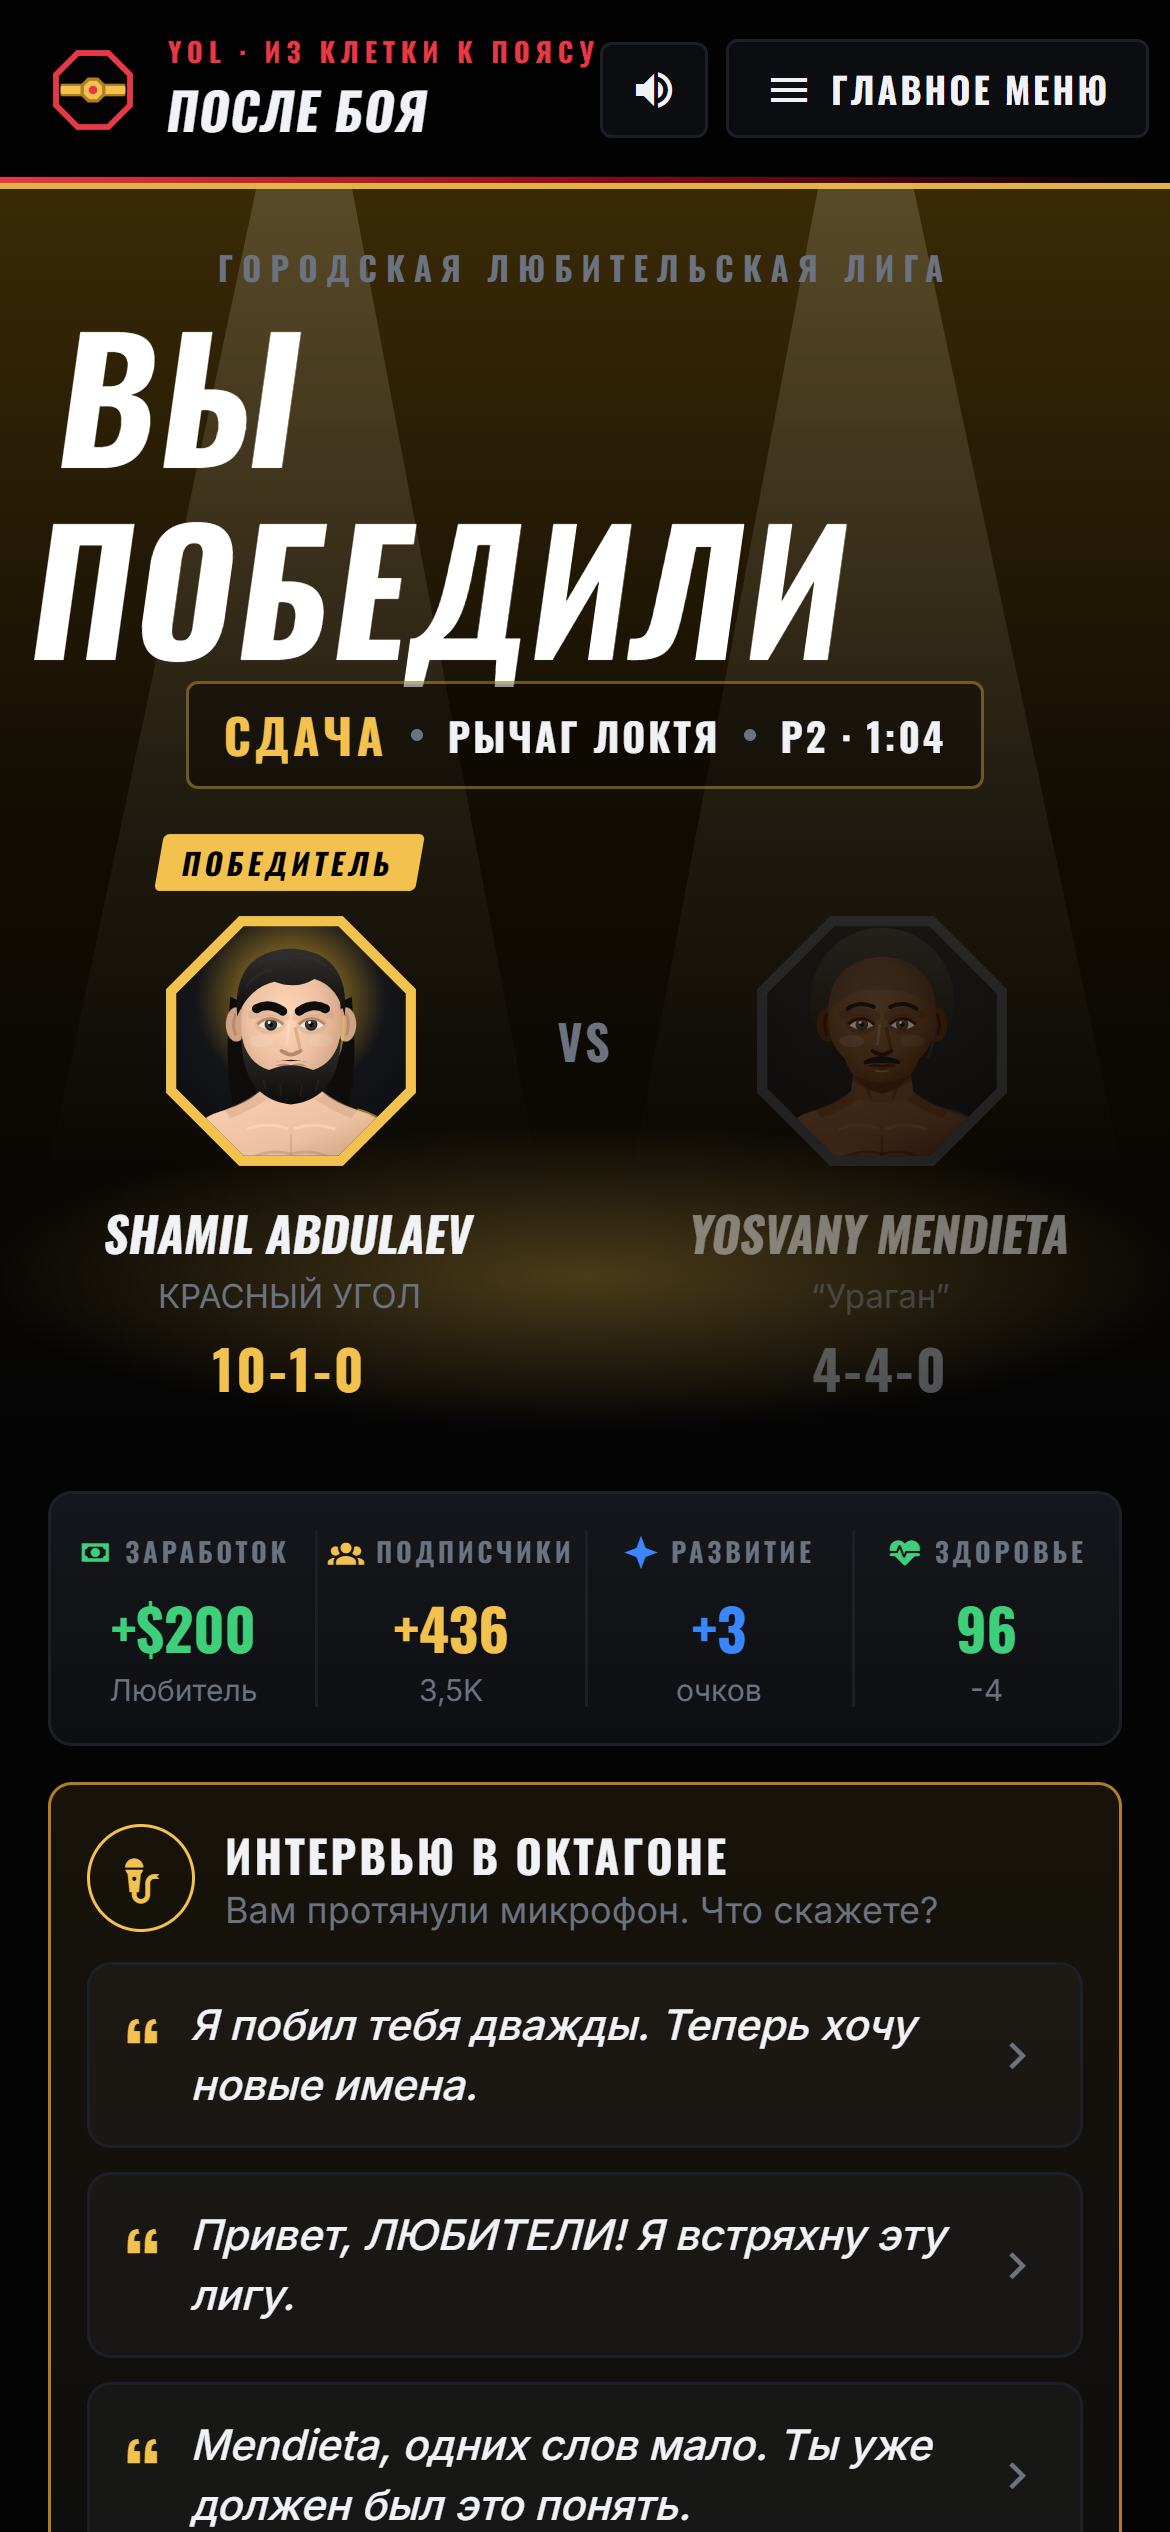 YOL · ИЗ КЛЕТКИ К ПОЯСУ
ПОСЛЕ БОЯ
ГЛАВНОЕ МЕНЮ
ГОРОДСКАЯ ЛЮБИТЕЛЬСКАЯ ЛИГА
ВЫ
ПОБЕДИЛИ
СДАЧА • РЫЧАГ ЛОКТЯ • Р2 · 1:04
ПОБЕДИТЕЛЬ
VS
SHAMIL ABDULAEV
КРАСНЫЙ УГОЛ
10-1-0
YOSVANY MENDIETA
“Ураган”
4-4-0
ЗАРАБОТОК
+$200
Любитель
ПОДПИСЧИКИ
+436
3,5K
РАЗВИТИЕ
+3
очков
ЗДОРОВЬЕ
96
-4
ИНТЕРВЬЮ В ОКТАГОНЕ
Вам протянули микрофон. Что скажете?
Я побил тебя дважды. Теперь хочу
новые имена.
Привет, ЛЮБИТЕЛИ! Я встряхну эту
лигу.
Mendieta, одних слов мало. Ты уже
должен был это понять.